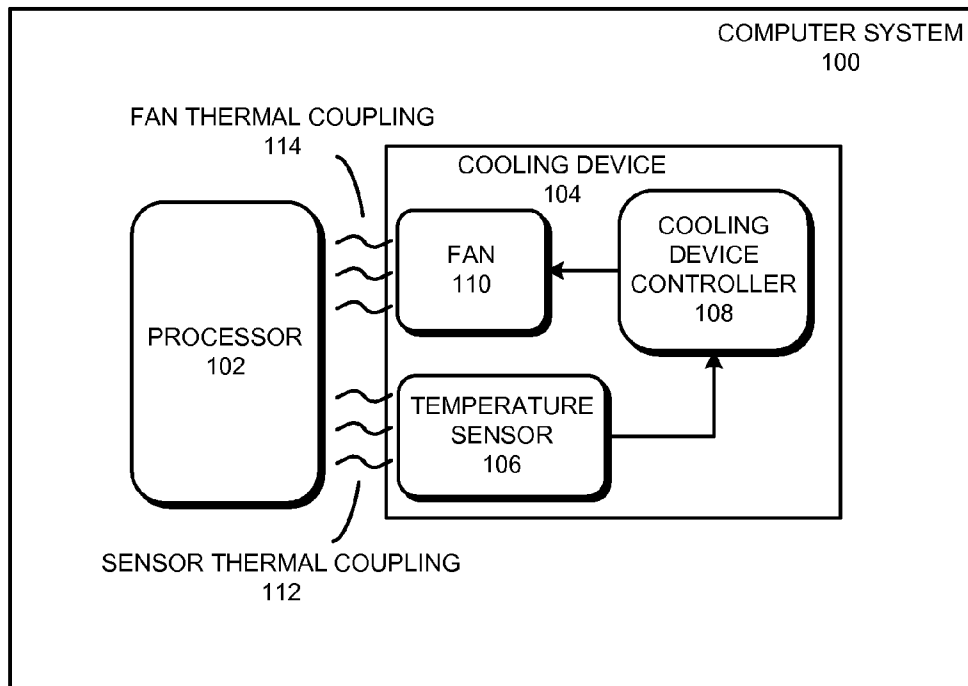 COMPUTER SYSTEM
100
FAN THERMAL COUPLING
114
COOLING DEVICE
104
FAN
110
COOLING
DEVICE
CONTROLLER
108
PROCESSOR
102
TEMPERATURE
SENSOR
106
SENSOR THERMAL COUPLING
112